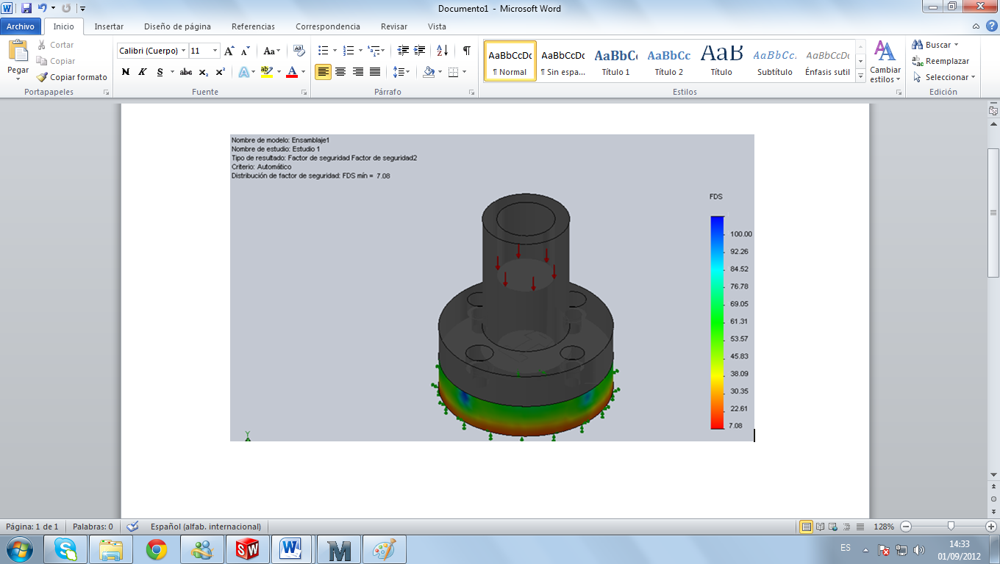 Documento1 - Microsoft Word
Archivo Inicio Insertar Diseño de página Referencias Correspondencia Revisar Vista
Pegar
Cortar
Copiar
Copiar formato
Portapapeles
Calibri (Cuerpo) 11
N K S abc x₂ x²
Fuente
Párrafo
AaBbCcDc AaBbCcDc AaBbCc AaBbCc AaB AaBbCc. AaBbCcDc
¶ Normal ¶ Sin espa... Título 1 Título 2 Título Subtítulo Énfasis sutil
Estilos
Cambiar
estilos
Buscar
Reemplazar
Seleccionar
Edición
Nombre de modelo: Ensamblaje1
Nombre de estudio: Estudio 1
Tipo de resultado: Factor de seguridad Factor de seguridad2
Criterio: Automático
Distribución de factor de seguridad: FDS mín = 7.08
FDS
100.00
92.26
84.52
76.78
69.05
61.31
53.57
45.83
38.09
30.35
22.61
7.08
Y
Página: 1 de 1 Palabras: 0 Español (alfab. internacional) 128%
ES
14:33
01/09/2012